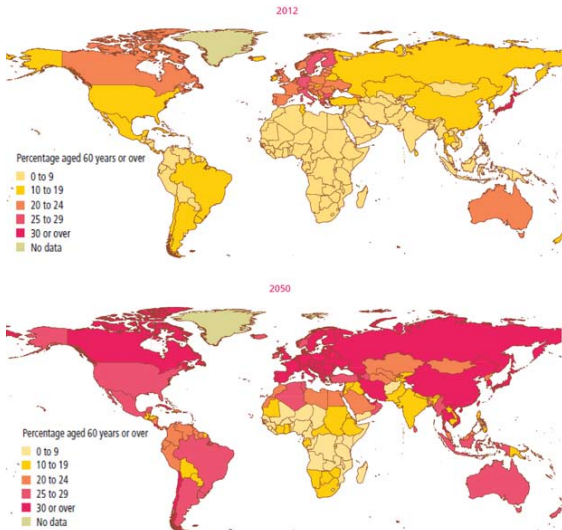 2012
Percentage aged 60 years or over
0 to 9
10 to 19
20 to 24
25 to 29
30 or over
No data
2050
Percentage aged 60 years or over
0 to 9
10 to 19
20 to 24
25 to 29
30 or over
No data